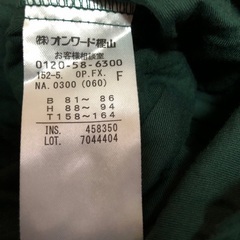 (株)オンワード樫山
お客様相談室
0120-58-6300
152-5. OP.FX. F
NA. 0300 (060)
B 81～ 86
H 88～ 94
T 158～164
INS. 458350
LOT. 7044404